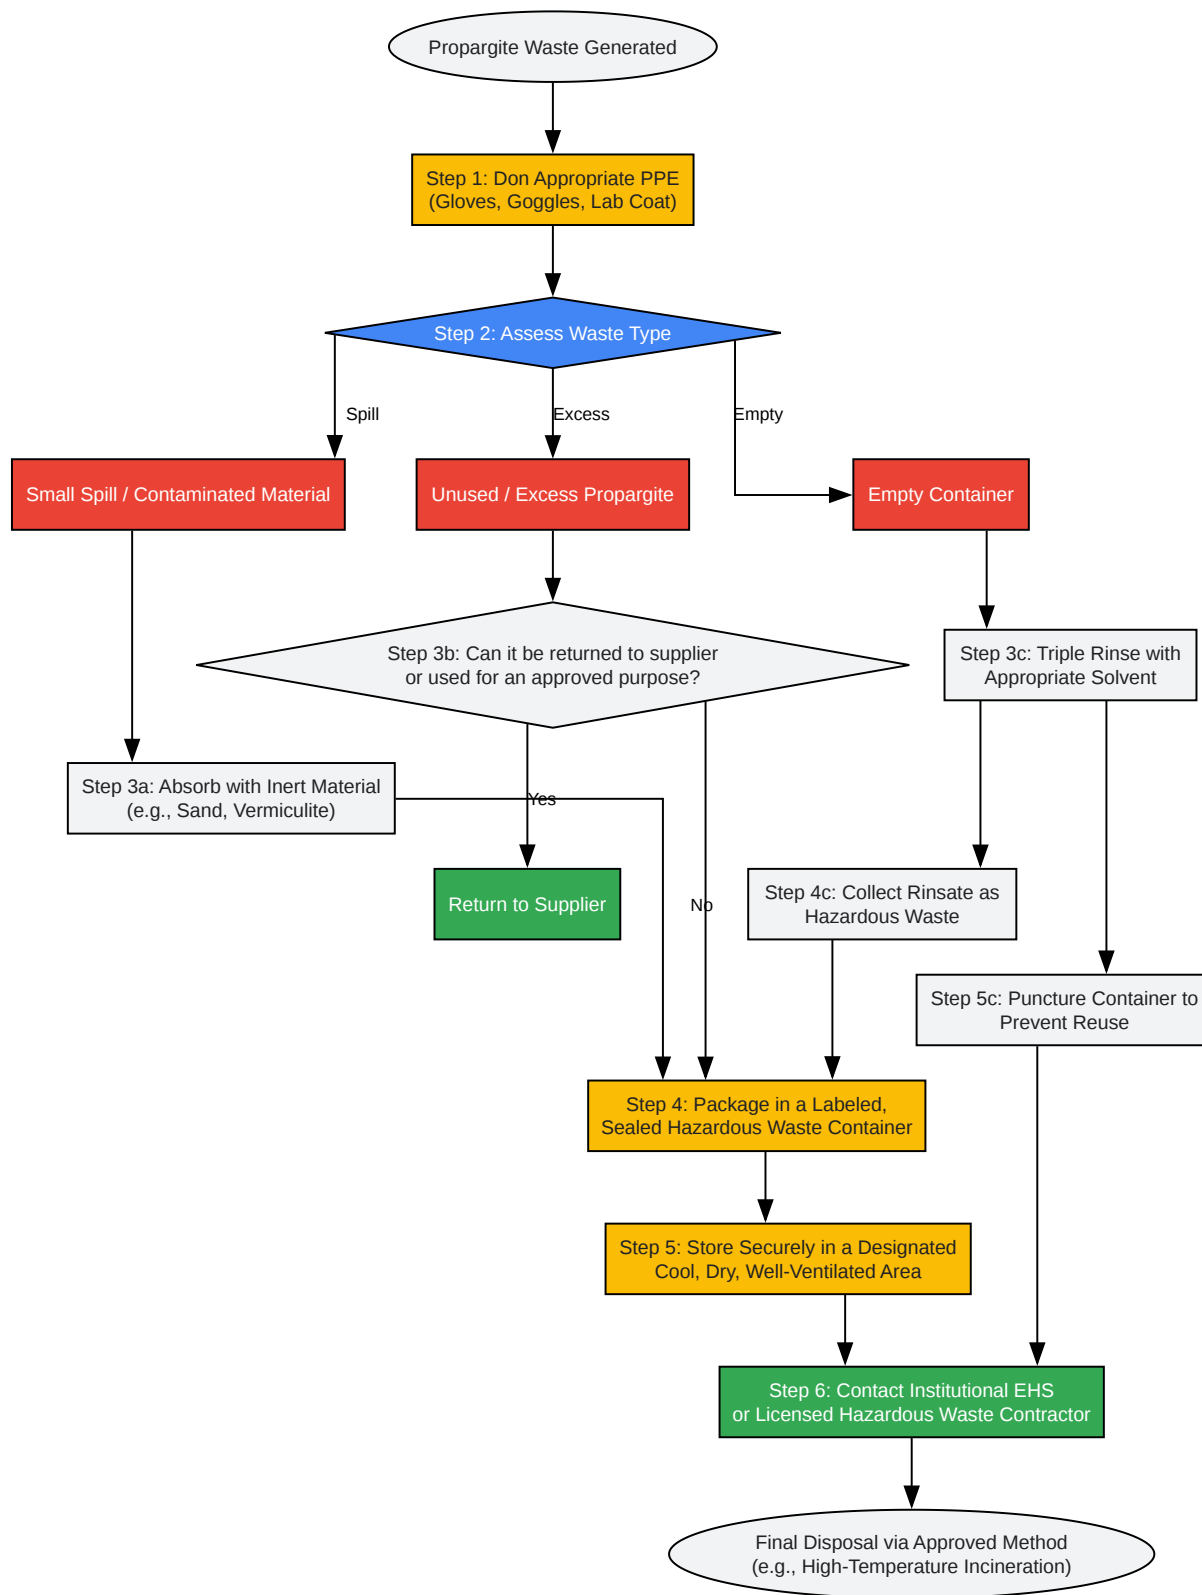 Propargite Waste Generated
Step 1: Don Appropriate PPE
(Gloves, Goggles, Lab Coat)
Step 2: Assess Waste Type
Spill
Excess
Empty
Small Spill / Contaminated Material
Unused / Excess Propargite
Empty Container
Step 3b: Can it be returned to supplier
or used for an approved purpose?
Step 3c: Triple Rinse with
Appropriate Solvent
Step 3a: Absorb with Inert Material
(e.g., Sand, Vermiculite)
Yes
Return to Supplier
No
Step 4c: Collect Rinsate as
Hazardous Waste
Step 5c: Puncture Container to
Prevent Reuse
Step 4: Package in a Labeled,
Sealed Hazardous Waste Container
Step 5: Store Securely in a Designated
Cool, Dry, Well-Ventilated Area
Step 6: Contact Institutional EHS
or Licensed Hazardous Waste Contractor
Final Disposal via Approved Method
(e.g., High-Temperature Incineration)